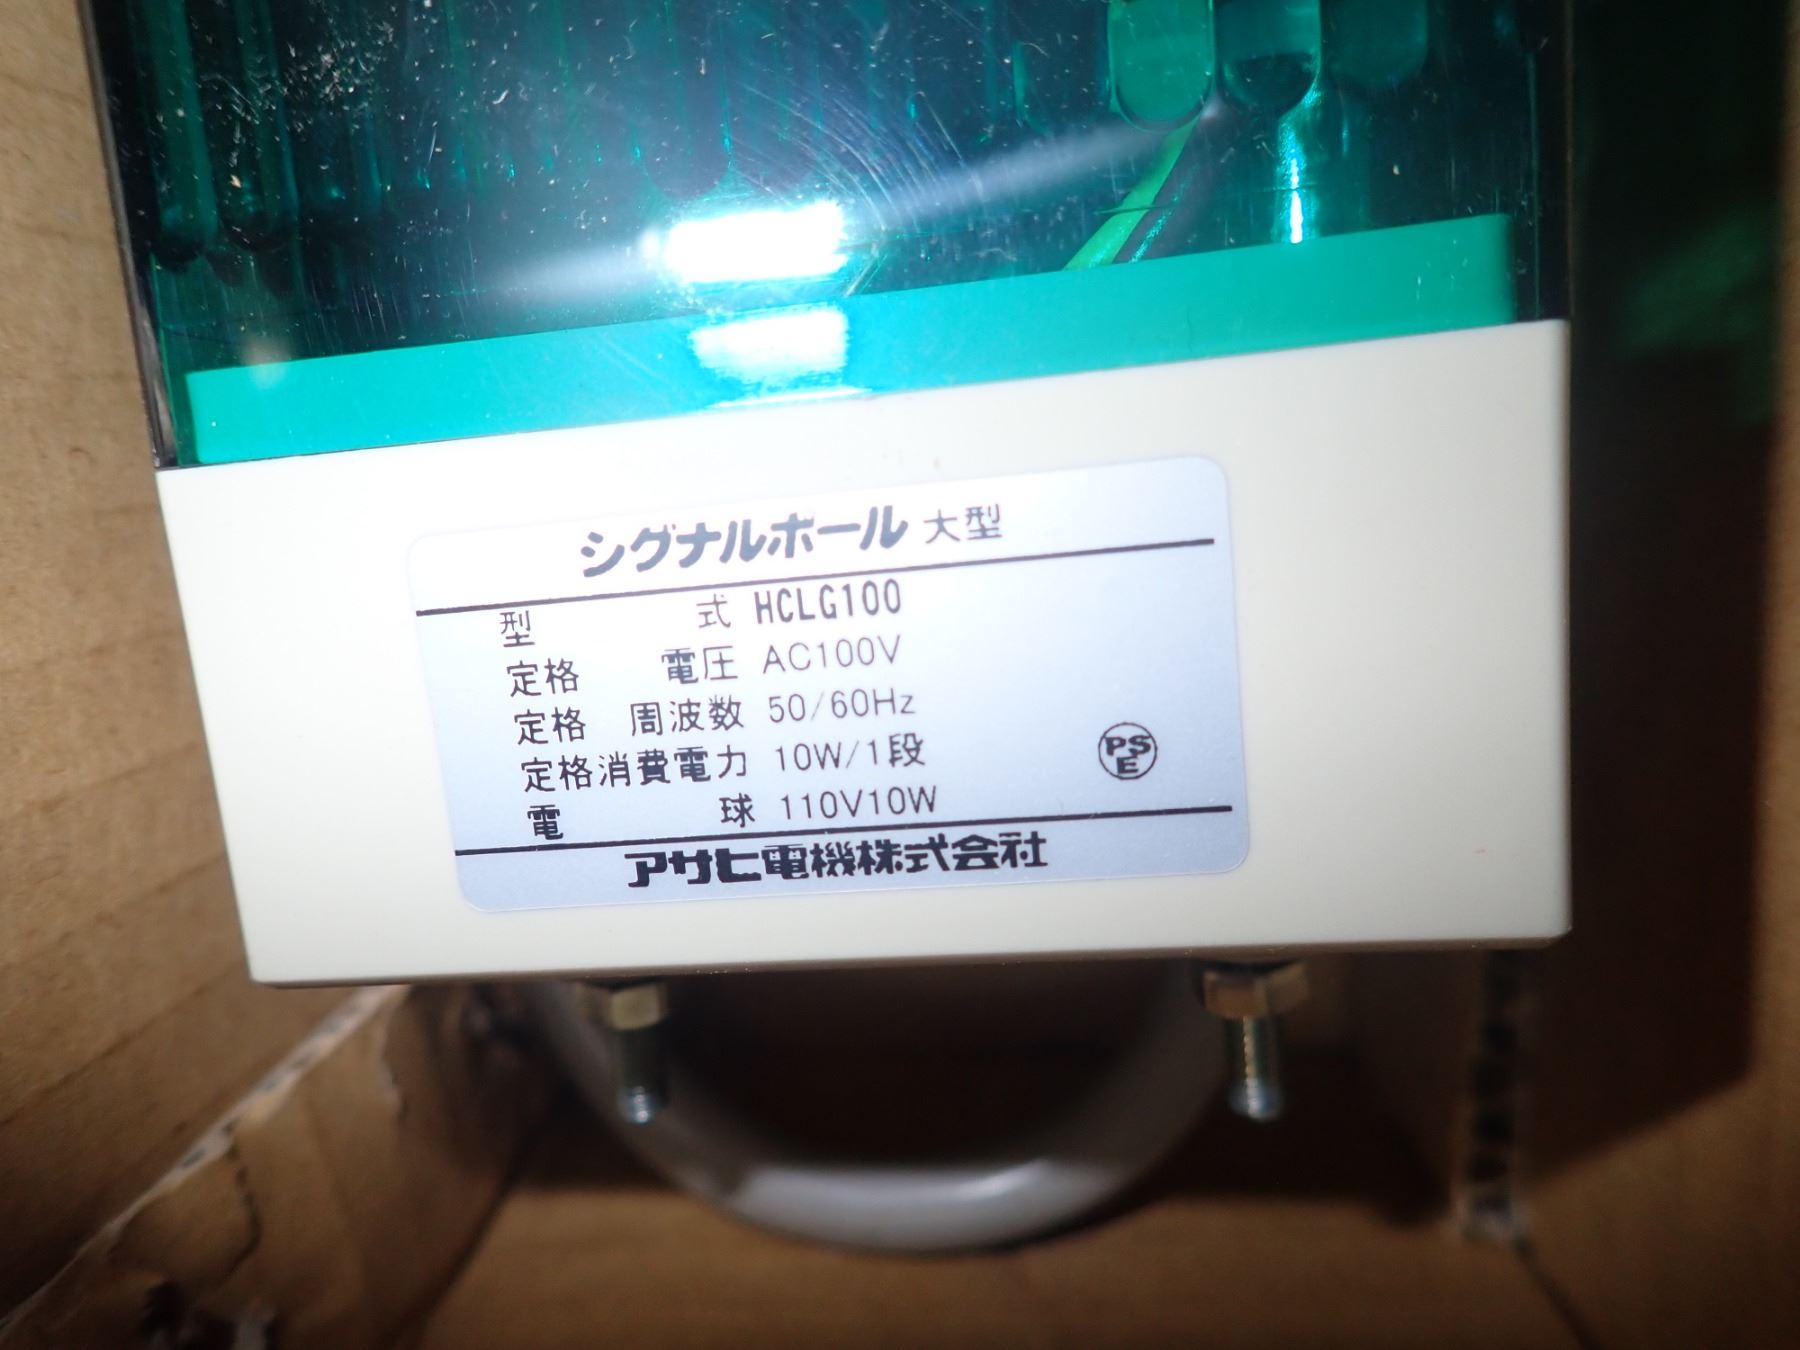 シグナルポール 大型
型 式 HCLG100
定格 電圧 AC100V
定格 周波数 50/60Hz
定格消費電力 10W/1段
電 球 110V10W
PSE
アサヒ電機株式会社